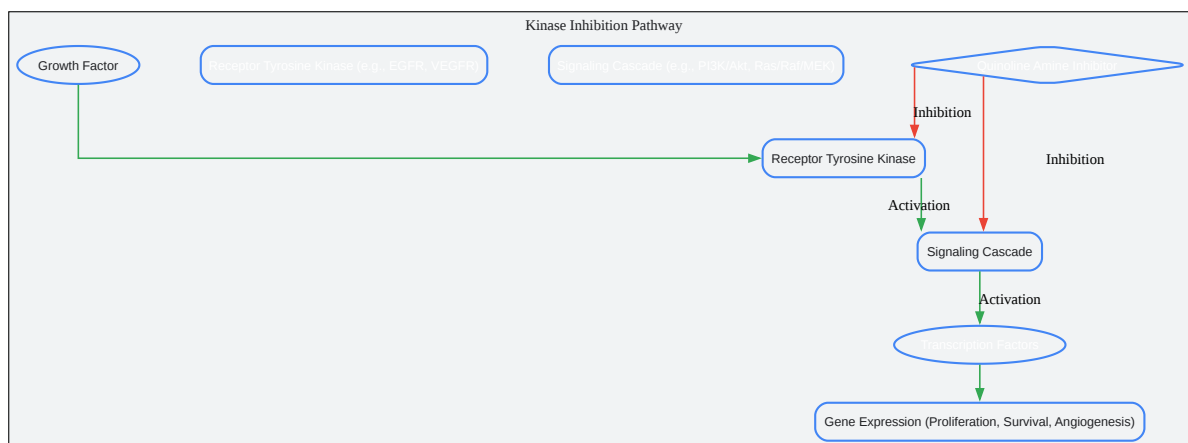 Kinase Inhibition Pathway
Growth Factor
Receptor Tyrosine Kinase (e.g., EGFR, VEGFR)
Signaling Cascade (e.g., PI3K/Akt, Ras/Raf/MEK)
Quinoline Amine Inhibitor
Inhibition
Receptor Tyrosine Kinase
Inhibition
Activation
Signaling Cascade
Activation
Transcription Factors
Gene Expression (Proliferation, Survival, Angiogenesis)